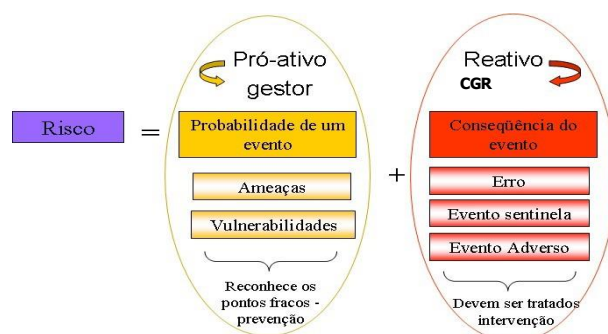 Risco
=
Pró-ativo
gestor
Probabilidade de um
evento
Ameaças
Vulnerabilidades
Reconhece os
pontos fracos -
prevenção
+
Reativo
CGR
Conseqüência do
evento
Erro
Evento sentinela
Evento Adverso
Devem ser tratados
intervenção